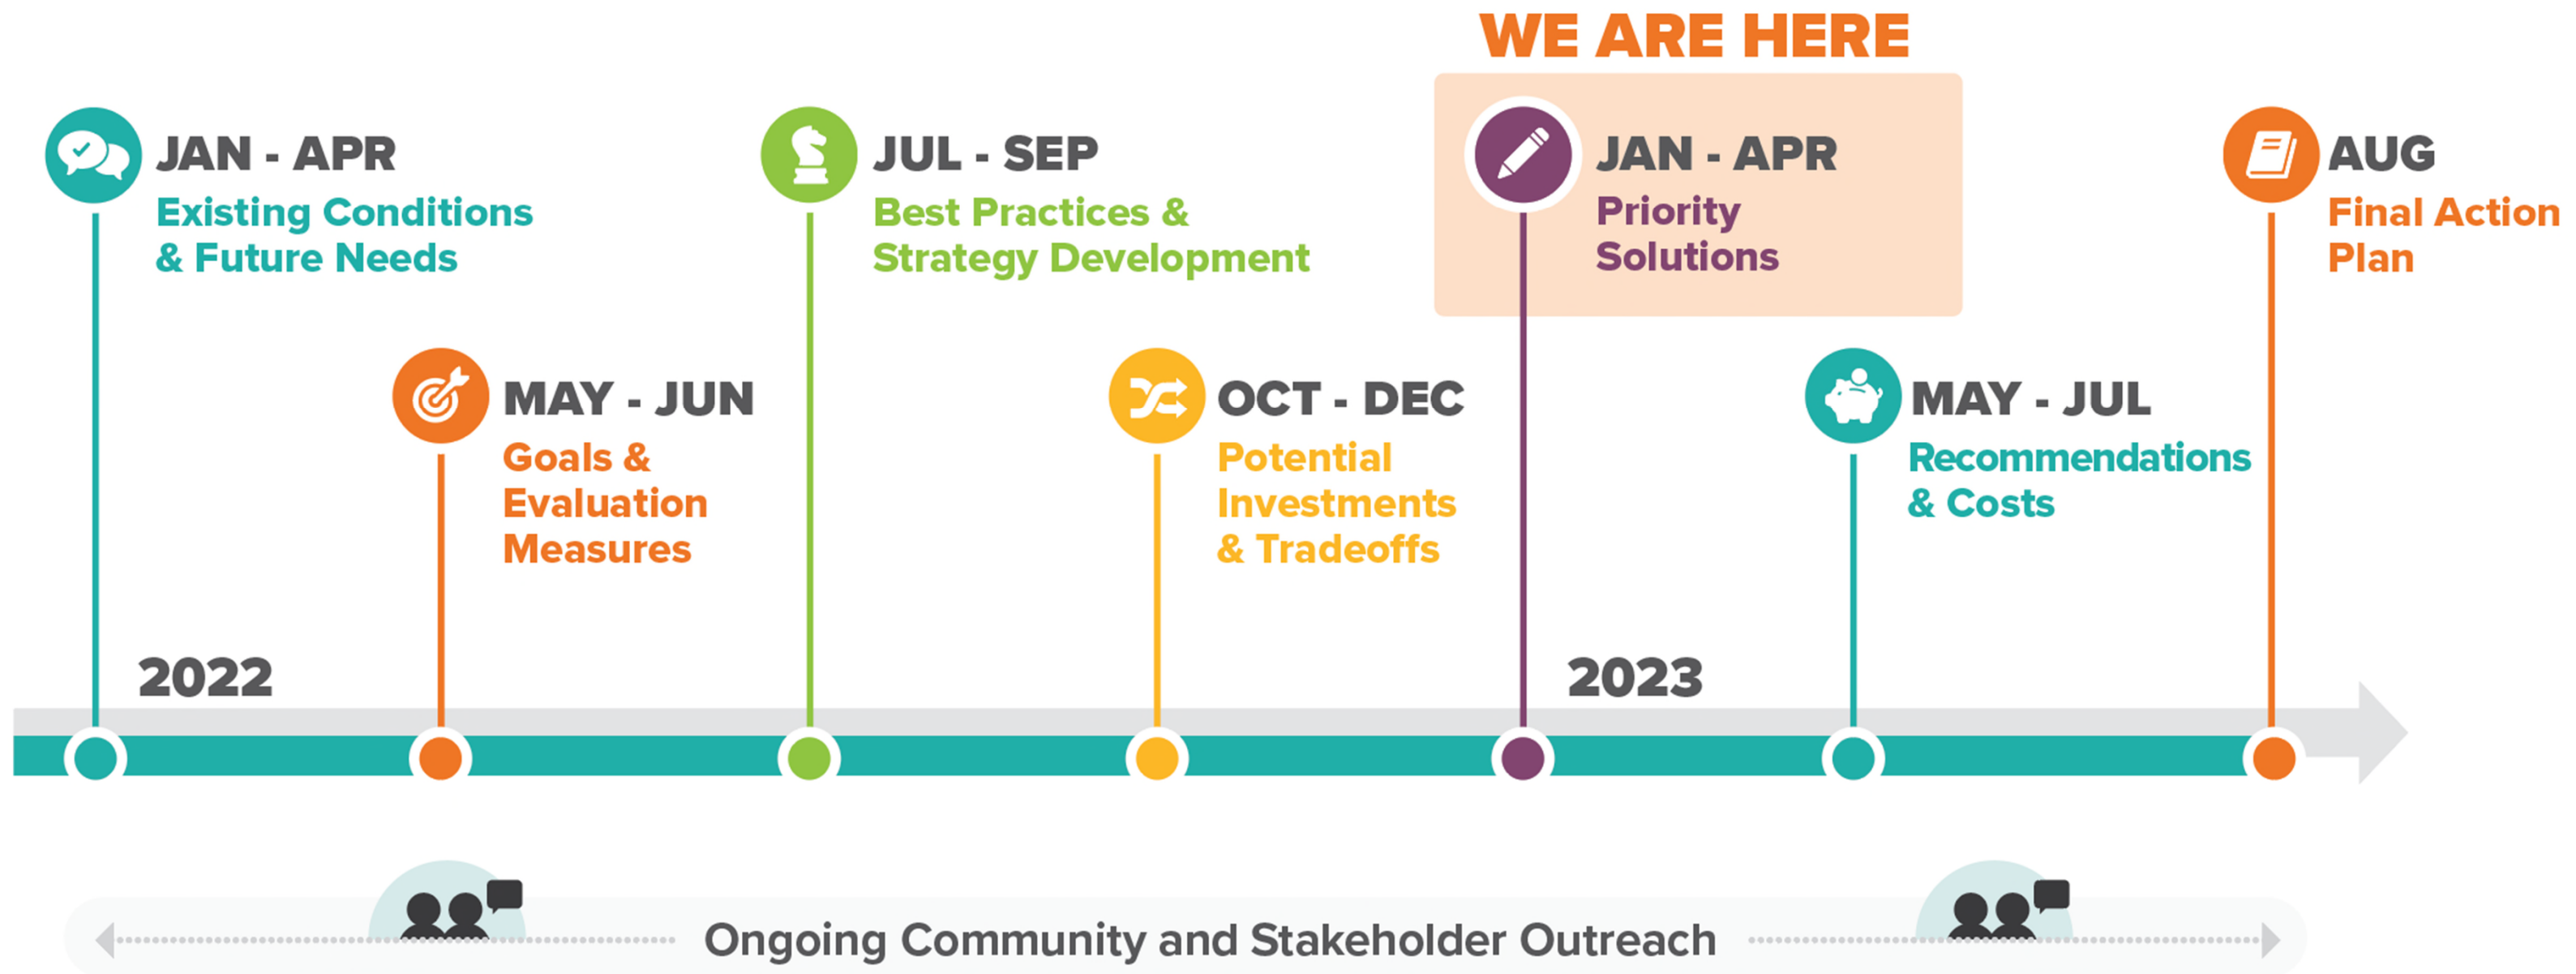 WE ARE HERE
JAN - APR
Existing Conditions
& Future Needs
MAY - JUN
Goals &
Evaluation
Measures
JUL - SEP
Best Practices &
Strategy Development
OCT - DEC
Potential
Investments
& Tradeoffs
JAN - APR
Priority
Solutions
MAY - JUL
Recommendations
& Costs
AUG
Final Action
Plan
2022
2023
Ongoing Community and Stakeholder Outreach